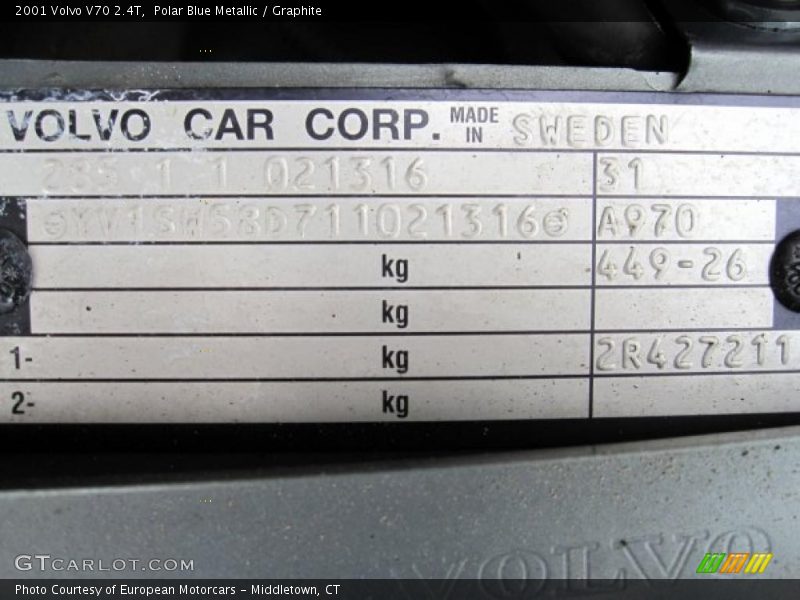 2001 Volvo V70 2.4T,  Polar Blue Metallic / Graphite
VOLVO CAR CORP. MADE IN SWEDEN
285 1 1 021316 31
YV1SW58D711021316 A970
kg 449-26
kg
1- kg 2R427211
2- kg
VOLVO
GTCARLOT.COM
Photo Courtesy of European Motorcars - Middletown, CT